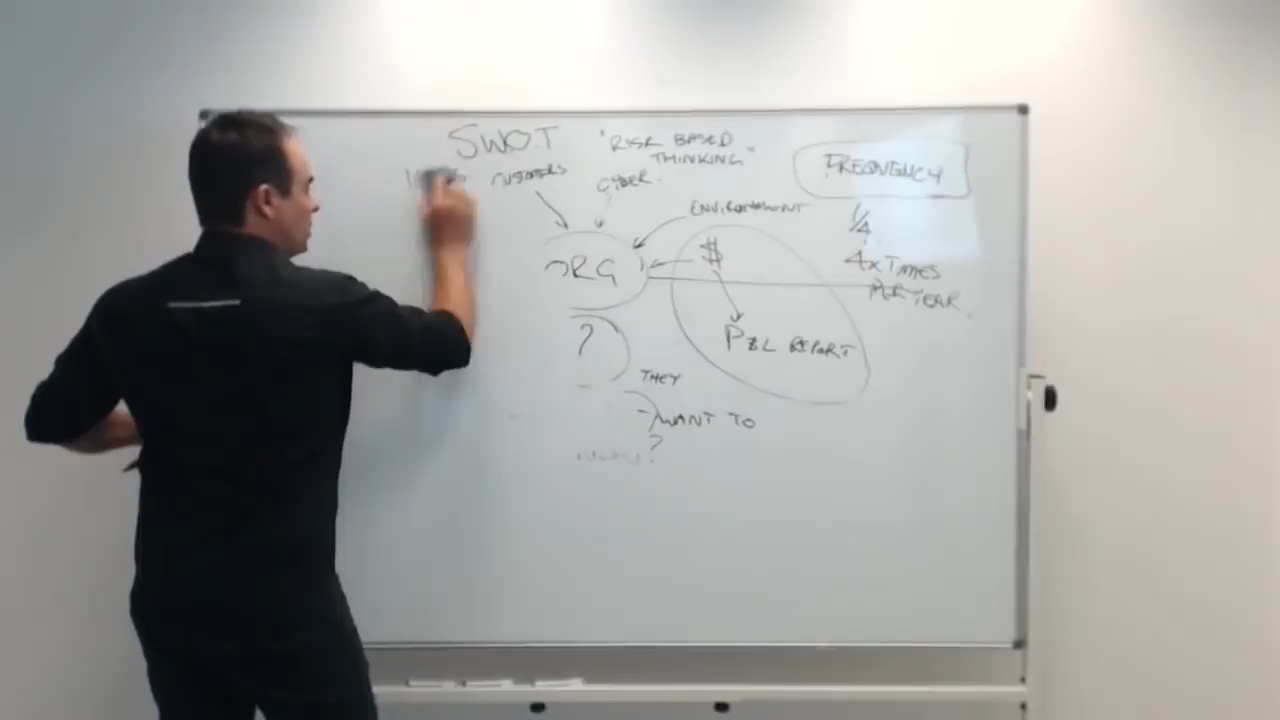 SWOT
"RISK BASED
THINKING"
FREQUENCY
CUSTOMERS
CYBER
ENVIRONMENT
1/4
$
ORG
4x TIMES
PER YEAR
P&L REPORT
?
THEY
WANT TO
?